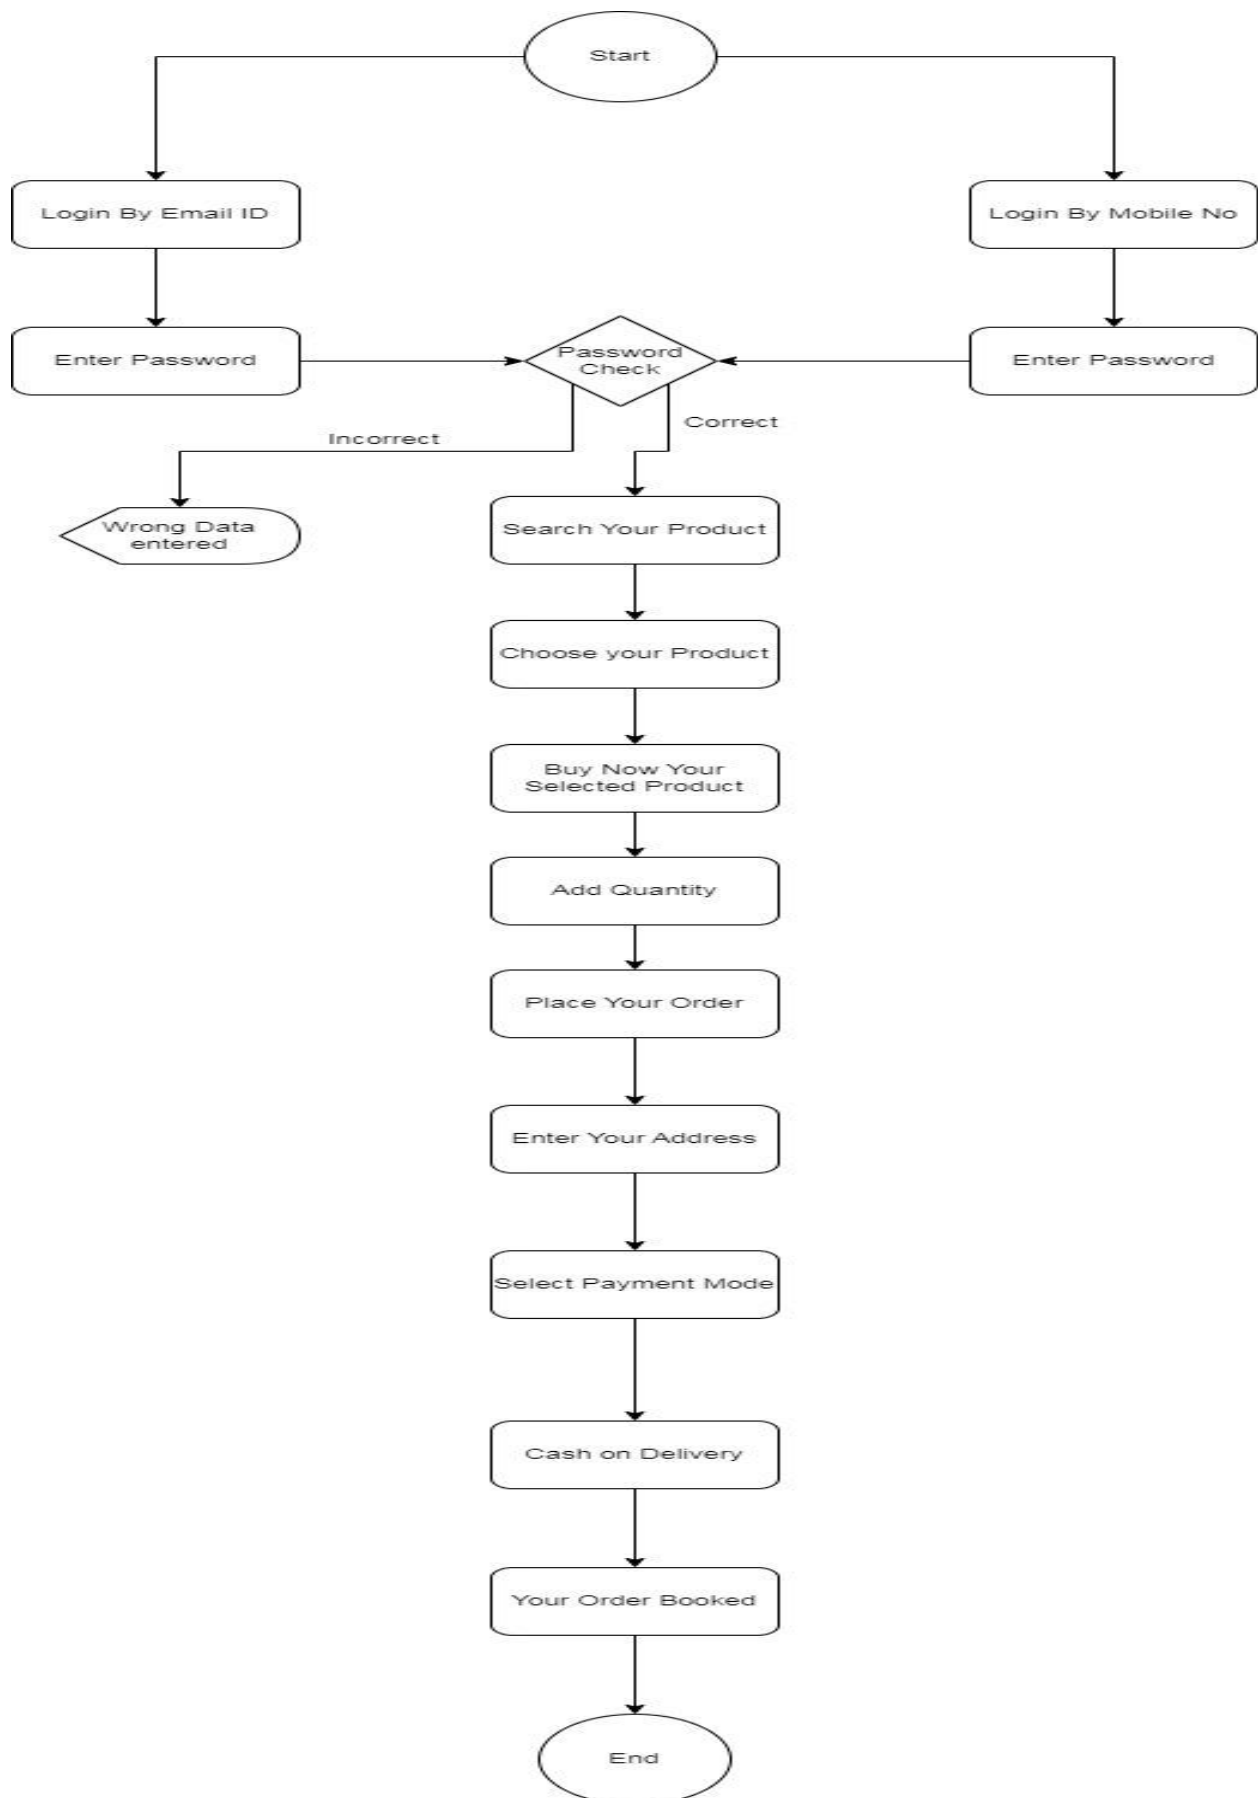 Start
Login By Email ID
Login By Mobile No
Enter Password
Password
Check
Enter Password
Incorrect
Correct
Wrong Data
entered
Search Your Product
Choose your Product
Buy Now Your
Selected Product
Add Quantity
Place Your Order
Enter Your Address
Select Payment Mode
Cash on Delivery
Your Order Booked
End